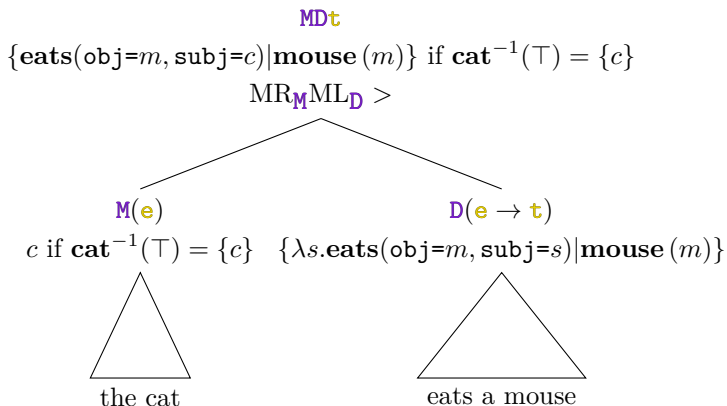 MDt
{eats(obj=m, subj=c)|mouse (m)} if cat⁻¹(⊤) = {c}
MR_M ML_D >
M(e) D(e → t)
c if cat⁻¹(⊤) = {c} {λs.eats(obj=m, subj=s)|mouse (m)}
the cat eats a mouse